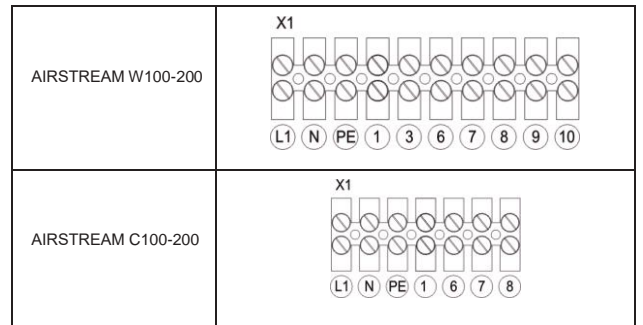 X1
AIRSTREAM W100-200
L1 N PE 1 3 6 7 8 9 10
X1
AIRSTREAM C100-200
L1 N PE 1 6 7 8